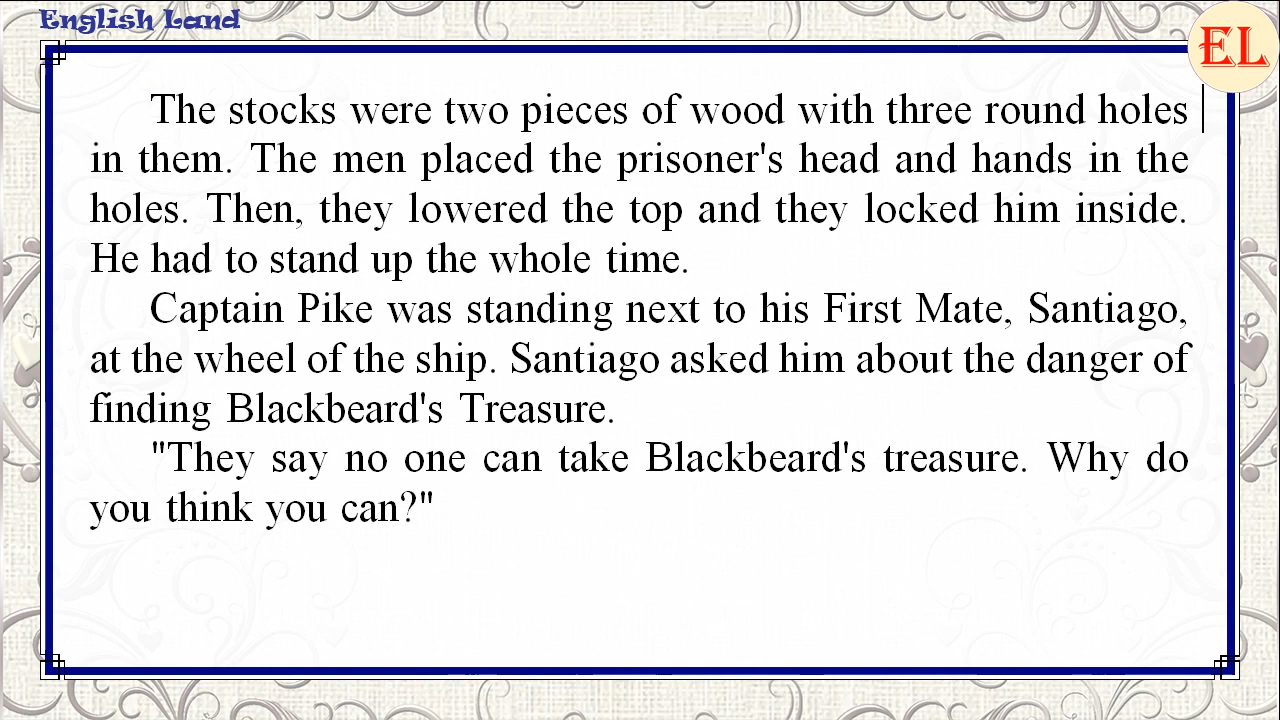 English Land
EL
The stocks were two pieces of wood with three round holes
in them. The men placed the prisoner's head and hands in the
holes. Then, they lowered the top and they locked him inside.
He had to stand up the whole time.
Captain Pike was standing next to his First Mate, Santiago,
at the wheel of the ship. Santiago asked him about the danger of
finding Blackbeard's Treasure.
"They say no one can take Blackbeard's treasure. Why do
you think you can?"